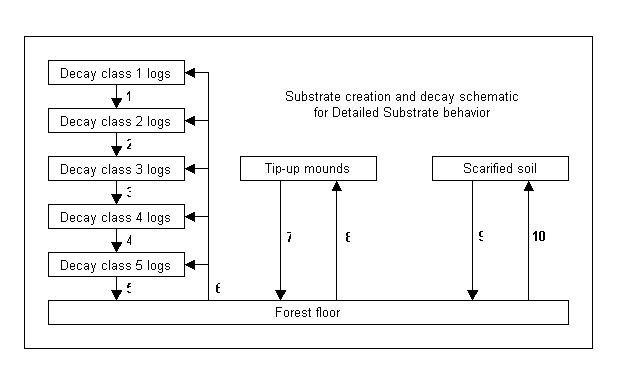 Decay class 1 logs
1
Substrate creation and decay schematic
for Detailed Substrate behavior
Decay class 2 logs
2
Decay class 3 logs
Tip-up mounds
Scarified soil
3
Decay class 4 logs
4
7
8
9
10
Decay class 5 logs
5
6
Forest floor